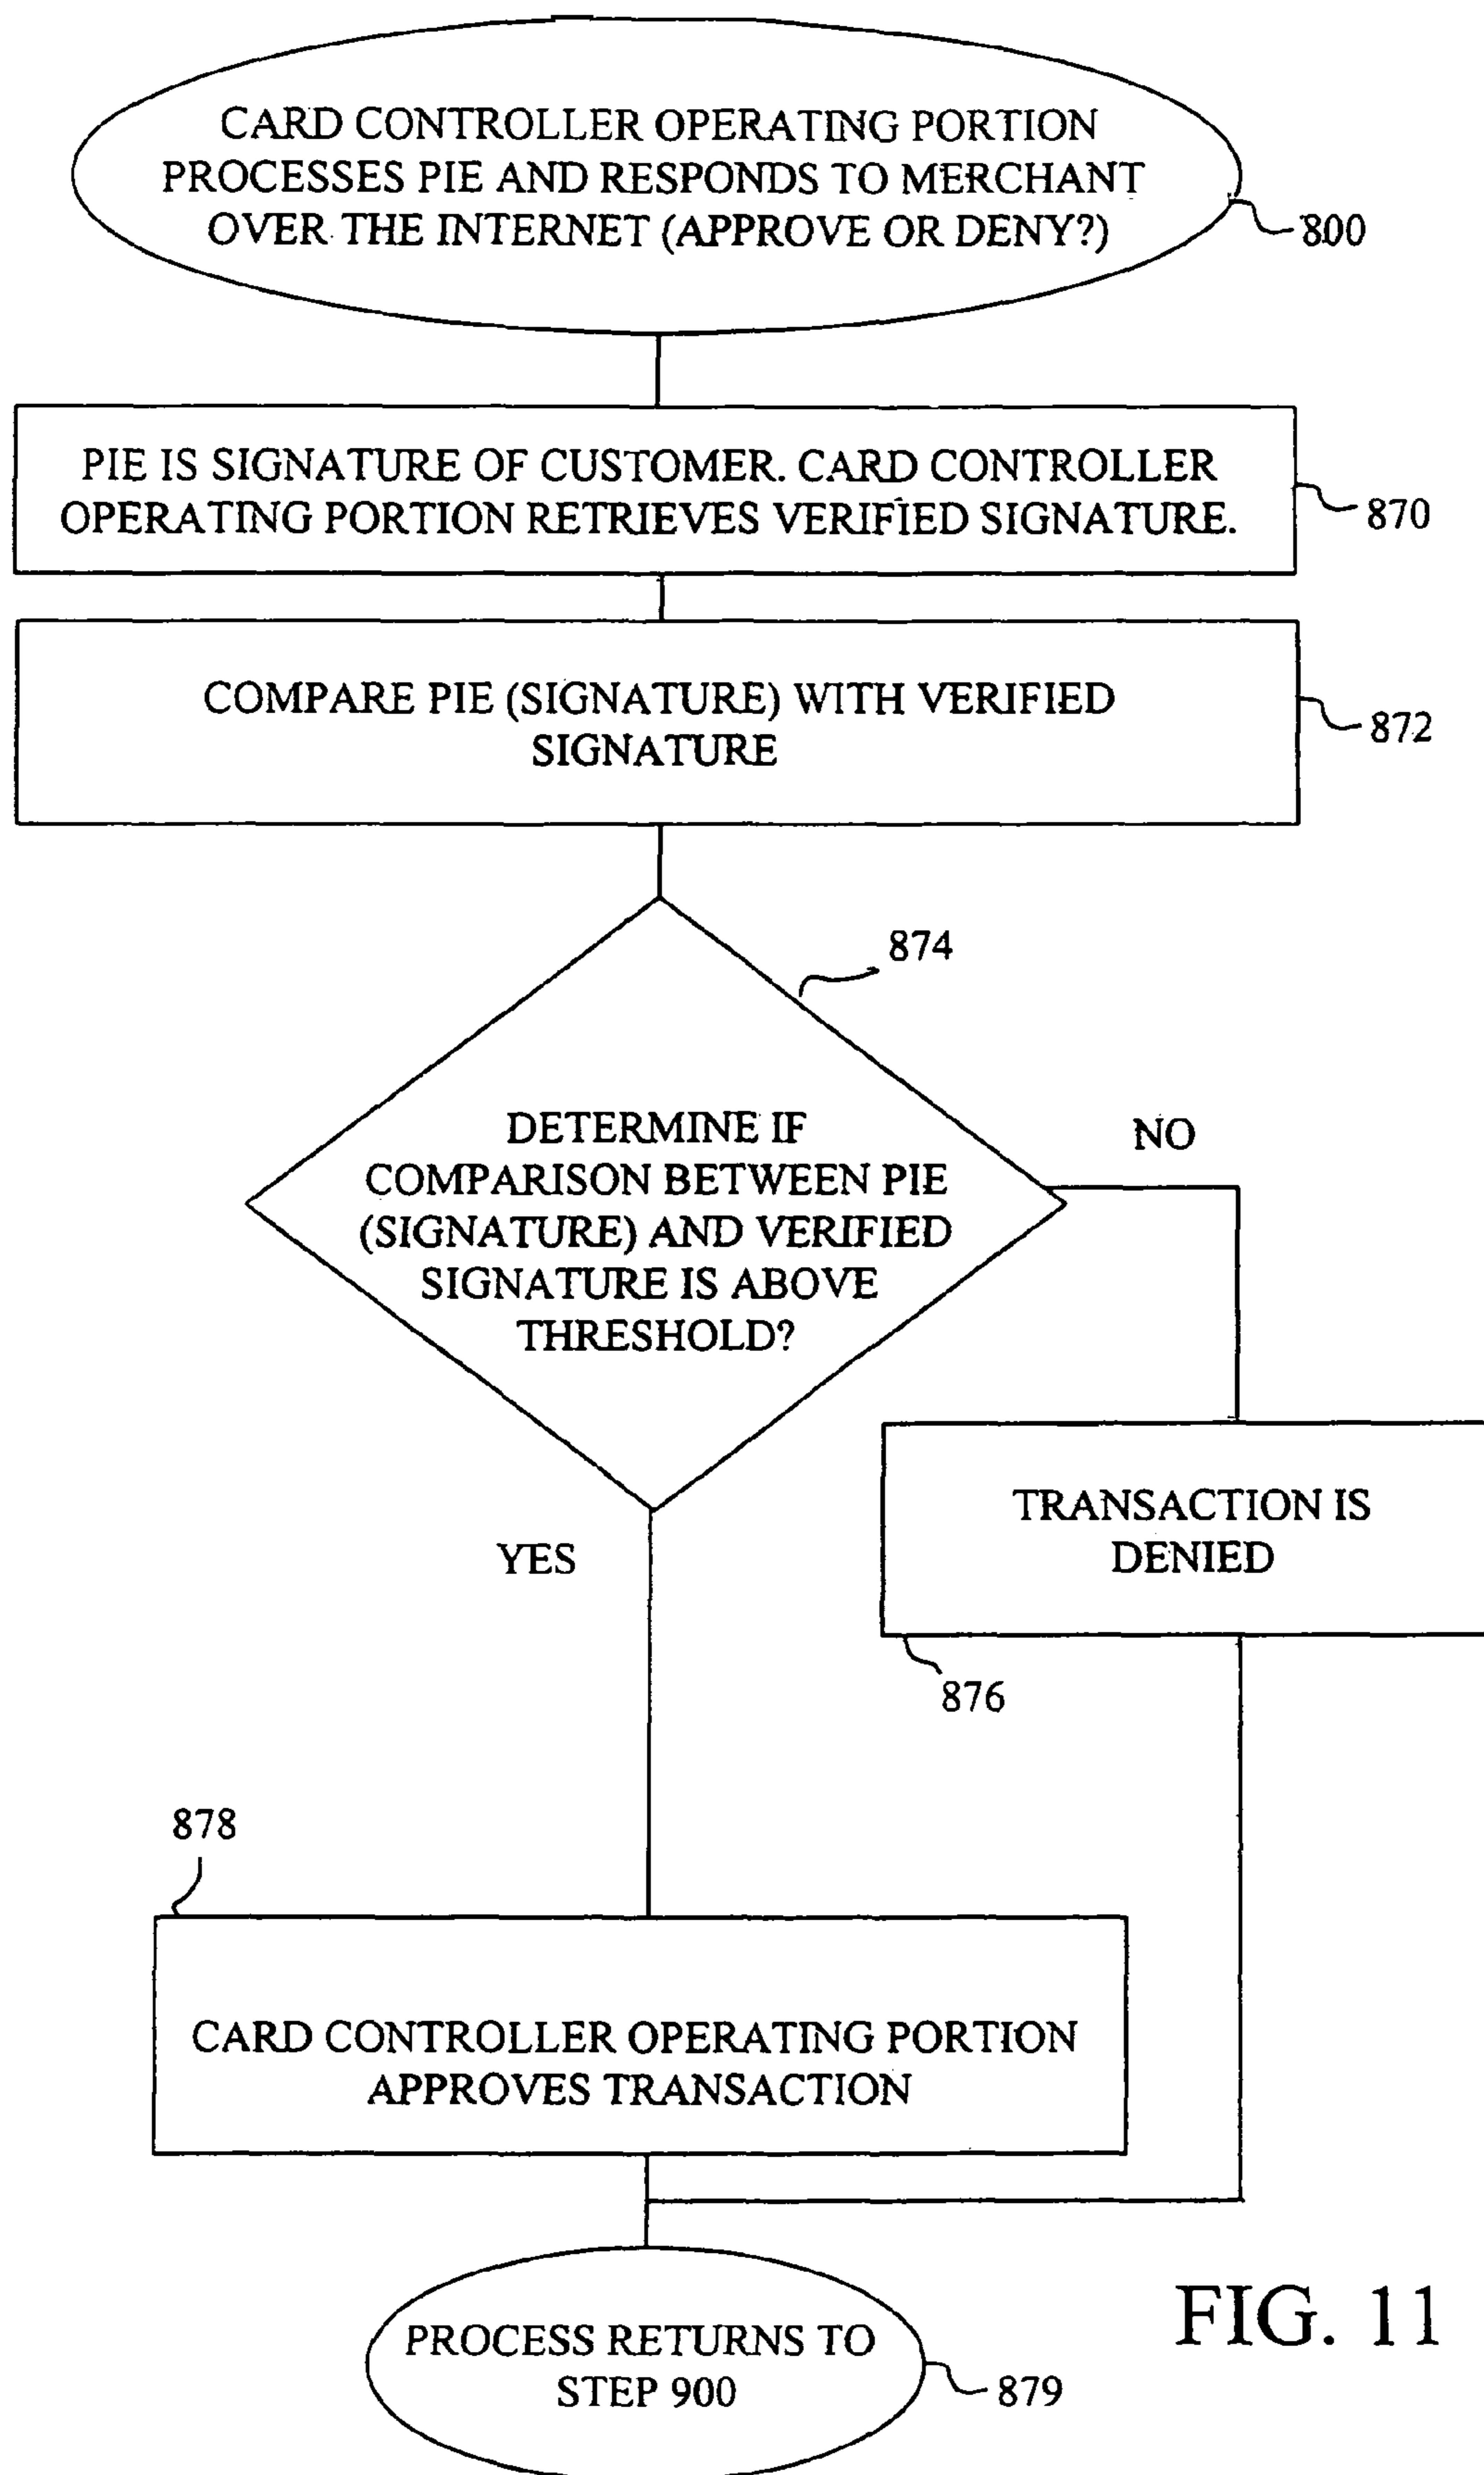 CARD CONTROLLER OPERATING PORTION
PROCESSES PIE AND RESPONDS TO MERCHANT
OVER THE INTERNET (APPROVE OR DENY?)
800
PIE IS SIGNATURE OF CUSTOMER. CARD CONTROLLER
OPERATING PORTION RETRIEVES VERIFIED SIGNATURE.
870
COMPARE PIE (SIGNATURE) WITH VERIFIED
SIGNATURE
872
874
DETERMINE IF
COMPARISON BETWEEN PIE
(SIGNATURE) AND VERIFIED
SIGNATURE IS ABOVE
THRESHOLD?
NO
YES
TRANSACTION IS
DENIED
876
878
CARD CONTROLLER OPERATING PORTION
APPROVES TRANSACTION
PROCESS RETURNS TO
STEP 900
879
FIG. 11